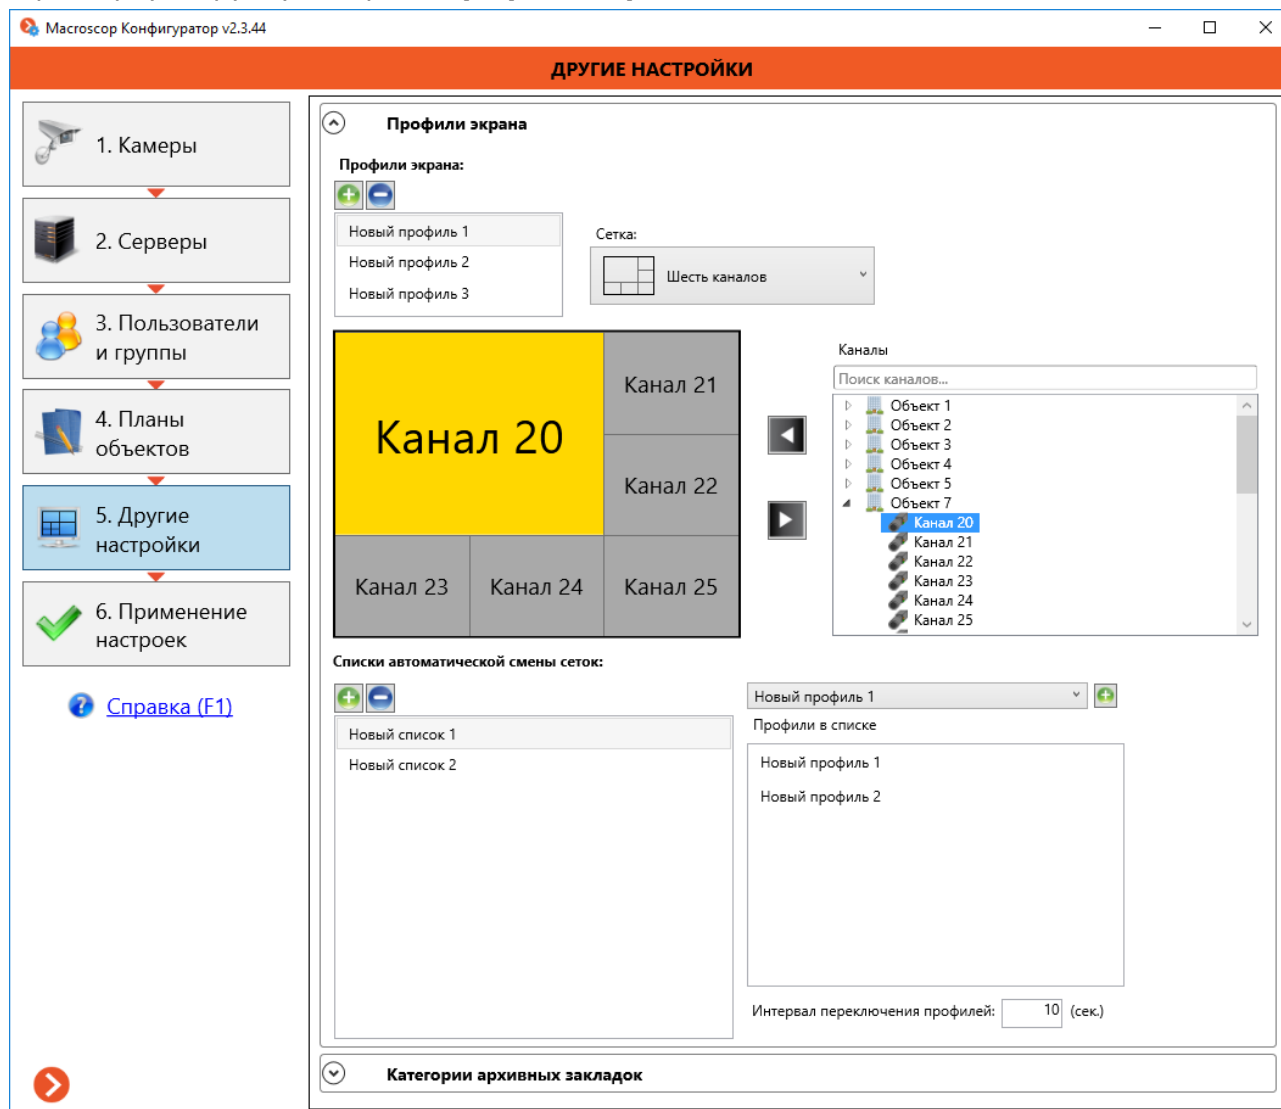 Macroscop Конфигуратор v2.3.44
ДРУГИЕ НАСТРОЙКИ
1. Камеры
2. Серверы
3. Пользователи
и группы
4. Планы
объектов
5. Другие
настройки
6. Применение
настроек
Справка (F1)
Профили экрана
Профили экрана:
Новый профиль 1
Новый профиль 2
Новый профиль 3
Сетка:
Шесть каналов
Канал 20
Канал 21
Канал 22
Канал 23
Канал 24
Канал 25
Каналы
Поиск каналов...
Объект 1
Объект 2
Объект 3
Объект 4
Объект 5
Объект 7
Канал 20
Канал 21
Канал 22
Канал 23
Канал 24
Канал 25
Списки автоматической смены сеток:
Новый список 1
Новый список 2
Новый профиль 1
Профили в списке
Новый профиль 1
Новый профиль 2
Интервал переключения профилей: 10 (сек.)
Категории архивных закладок